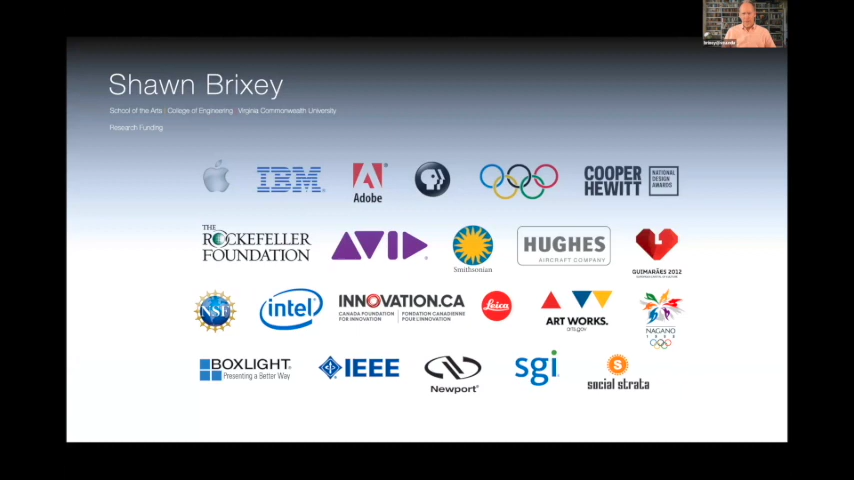 Shawn Brixey
School of the Arts | College of Engineering | Virginia Commonwealth University
Research Funding
IBM
Adobe
COOPER HEWITT
NATIONAL DESIGN AWARDS
THE ROCKEFELLER FOUNDATION
AVID
Smithsonian
HUGHES
AIRCRAFT COMPANY
GUIMARÃES 2012
NSF
intel
INNOVATION.CA
CANADA FOUNDATION FOR INNOVATION
FONDATION CANADIENNE POUR L'INNOVATION
Leica
ART WORKS.
arts.gov
NAGANO
1998
BOXLIGHT
Presenting a Better Way
IEEE
Newport
sgi
S
social strata